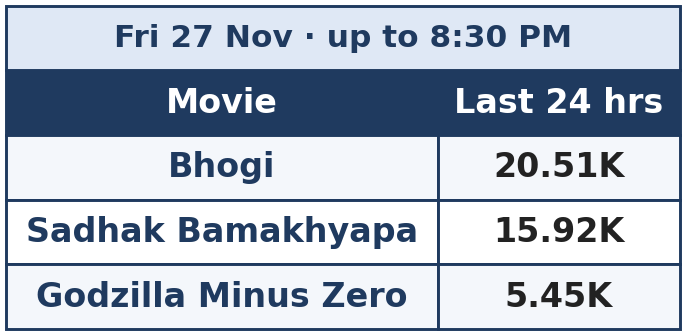 Fri 27 Nov · up to 8:30 PM
Movie Last 24 hrs
Bhogi 20.51K
Sadhak Bamakhyapa 15.92K
Godzilla Minus Zero 5.45K